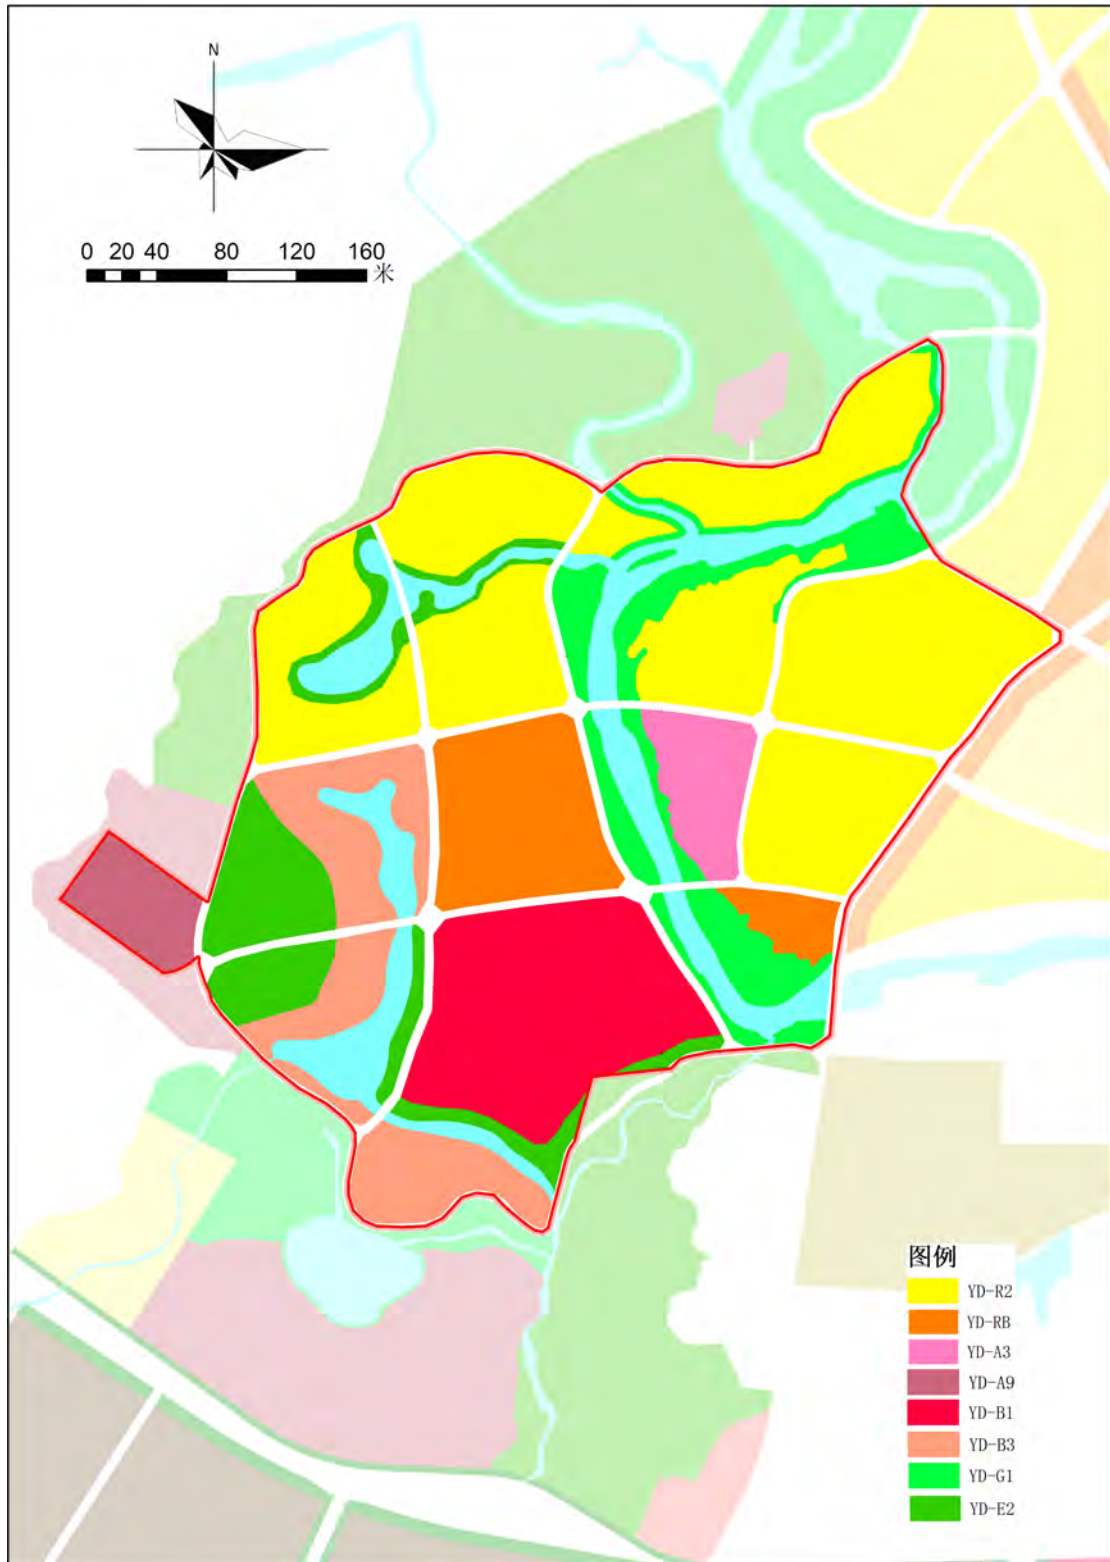 N
0 20 40 80 120 160
米
图例
YD-R2
YD-RB
YD-A3
YD-A9
YD-B1
YD-B3
YD-G1
YD-E2